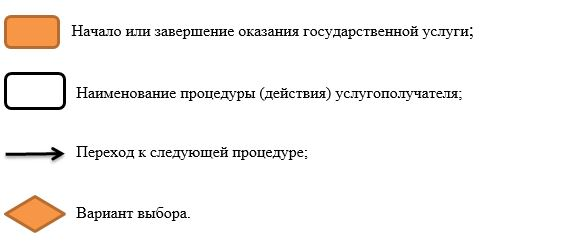 Начало или завершение оказания государственной услуги;
Наименование процедуры (действия) услугополучателя;
Переход к следующей процедуре;
Вариант выбора.